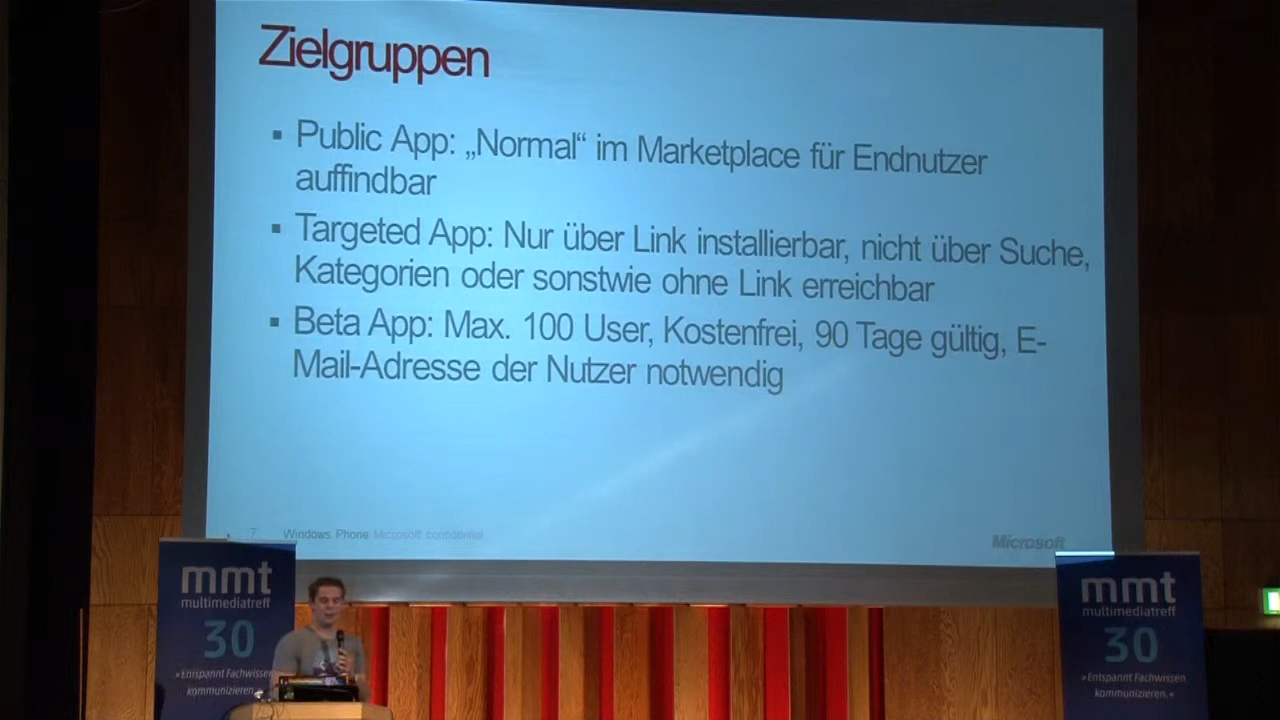 Zielgruppen
▪ Public App: „Normal“ im Marketplace für Endnutzer
auffindbar
▪ Targeted App: Nur über Link installierbar, nicht über Suche,
Kategorien oder sonstwie ohne Link erreichbar
▪ Beta App: Max. 100 User, Kostenfrei, 90 Tage gültig, E-
Mail-Adresse der Nutzer notwendig
7 Windows Phone Microsoft confidential.
Microsoft
mmt
multimediatreff
30
»Entspannt Fachwissen
kommunizieren.
mmt
multimediatreff
30
»Entspannt Fachwissen
kommunizieren.«